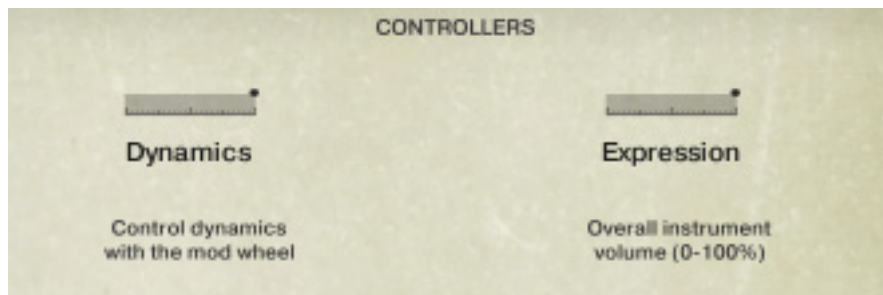 CONTROLLERS
Dynamics
Expression
Control dynamics
with the mod wheel
Overall instrument
volume (0-100%)